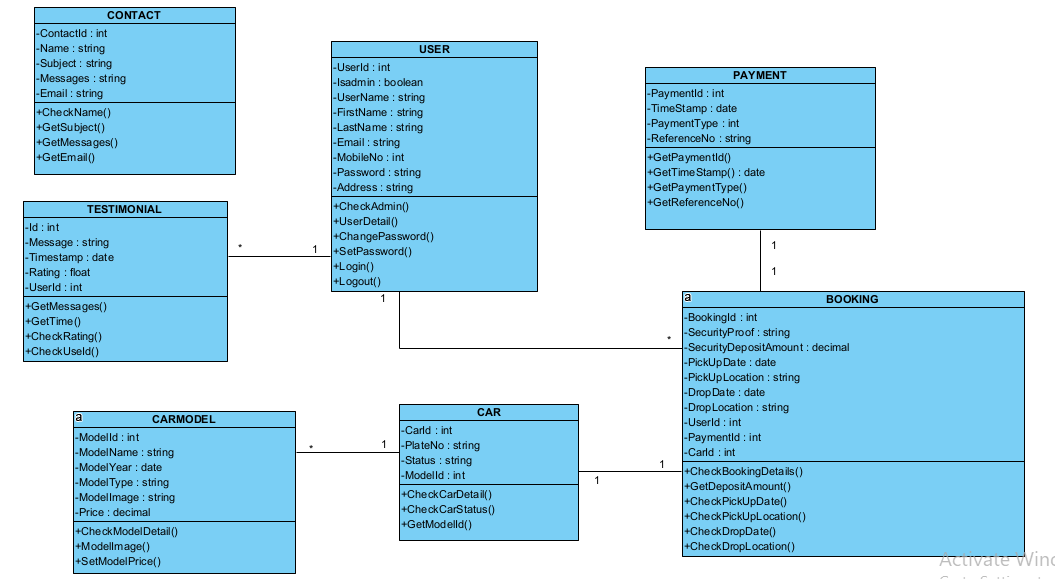 CONTACT
-ContactId : int
-Name : string
-Subject : string
-Messages : string
-Email : string
+CheckName()
+GetSubject()
+GetMessages()
+GetEmail()
USER
-UserId : int
-Isadmin : boolean
-UserName : string
-FirstName : string
-LastName : string
-Email : string
-MobileNo : int
-Password : string
-Address : string
+CheckAdmin()
+UserDetail()
+ChangePassword()
+SetPassword()
+Login()
+Logout()
PAYMENT
-PaymentId : int
-TimeStamp : date
-PaymentType : int
-ReferenceNo : string
+GetPaymentId()
+GetTimeStamp() : date
+GetPaymentType()
+GetReferenceNo()
TESTIMONIAL
-Id : int
-Message : string
-Timestamp : date
-Rating : float
-UserId : int
+GetMessages()
+GetTime()
+CheckRating()
+CheckUseId()
* 1
1
1
1
*
a
BOOKING
-BookingId : int
-SecurityProof : string
-SecurityDepositAmount : decimal
-PickUpDate : date
-PickUpLocation : string
-DropDate : date
-DropLocation : string
-UserId : int
-PaymentId : int
-CarId : int
+CheckBookingDetails()
+GetDepositAmount()
+CheckPickUpDate()
+CheckPickUpLocation()
+CheckDropDate()
+CheckDropLocation()
a
CARMODEL
-ModelId : int
-ModelName : string
-ModelYear : date
-ModelType : string
-ModelImage : string
-Price : decimal
+CheckModelDetail()
+ModelImage()
+SetModelPrice()
* 1
CAR
-CarId : int
-PlateNo : string
-Status : string
-ModelId : int
+CheckCarDetail()
+CheckCarStatus()
+GetModelId()
1
1
Activate Wind